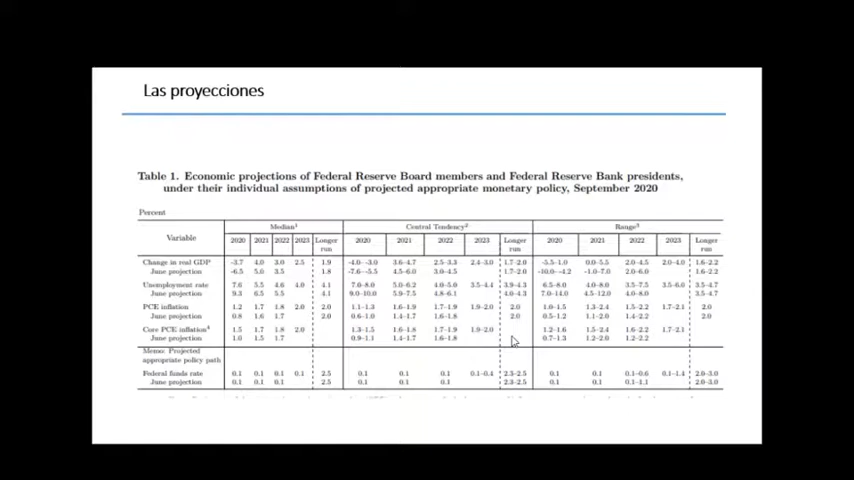 Las proyecciones
Table 1. Economic projections of Federal Reserve Board members and Federal Reserve Bank presidents,
under their individual assumptions of projected appropriate monetary policy, September 2020
Percent
Variable Median¹ Central Tendency² Range³
2020 2021 2022 2023 Longer run 2020 2021 2022 2023 Longer run 2020 2021 2022 2023 Longer run
Change in real GDP -3.7 4.0 3.0 2.5 1.9 -4.0–-3.0 3.6–4.7 2.5–3.3 2.4–3.0 1.7–2.0 -5.5–1.0 0.0–5.5 2.0–4.5 2.0–4.0 1.6–2.2
June projection -6.5 5.0 3.5 1.8 -7.6–-5.5 4.5–6.0 3.0–4.5 1.7–2.0 -10.0–-4.2 -1.0–7.0 2.0–6.0 1.6–2.2
Unemployment rate 7.6 5.5 4.6 4.0 4.1 7.0–8.0 5.0–6.2 4.0–5.0 3.5–4.4 3.9–4.3 6.5–8.0 4.0–8.0 3.5–7.5 3.5–6.0 3.5–4.7
June projection 9.3 6.5 5.5 4.1 9.0–10.0 5.9–7.5 4.8–6.1 4.0–4.3 7.0–14.0 4.5–12.0 4.0–8.0 3.5–4.7
PCE inflation 1.2 1.7 1.8 2.0 2.0 1.1–1.3 1.6–1.9 1.7–1.9 1.9–2.0 2.0 1.0–1.5 1.3–2.4 1.5–2.2 1.7–2.1 2.0
June projection 0.8 1.6 1.7 2.0 0.6–1.0 1.4–1.7 1.6–1.8 2.0 0.5–1.2 1.1–2.0 1.4–2.2 2.0
Core PCE inflation⁴ 1.5 1.7 1.8 2.0 1.3–1.5 1.6–1.8 1.7–1.9 1.9–2.0 1.2–1.6 1.5–2.4 1.6–2.2 1.7–2.1
June projection 1.0 1.5 1.7 0.9–1.1 1.4–1.7 1.6–1.8 0.7–1.3 1.2–2.0 1.2–2.2
Memo: Projected
appropriate policy path
Federal funds rate 0.1 0.1 0.1 0.1 2.5 0.1 0.1 0.1 0.1–0.4 2.3–2.5 0.1 0.1 0.1–0.6 0.1–1.4 2.0–3.0
June projection 0.1 0.1 0.1 2.5 0.1 0.1 0.1 2.3–2.5 0.1 0.1 0.1–1.1 2.0–3.0